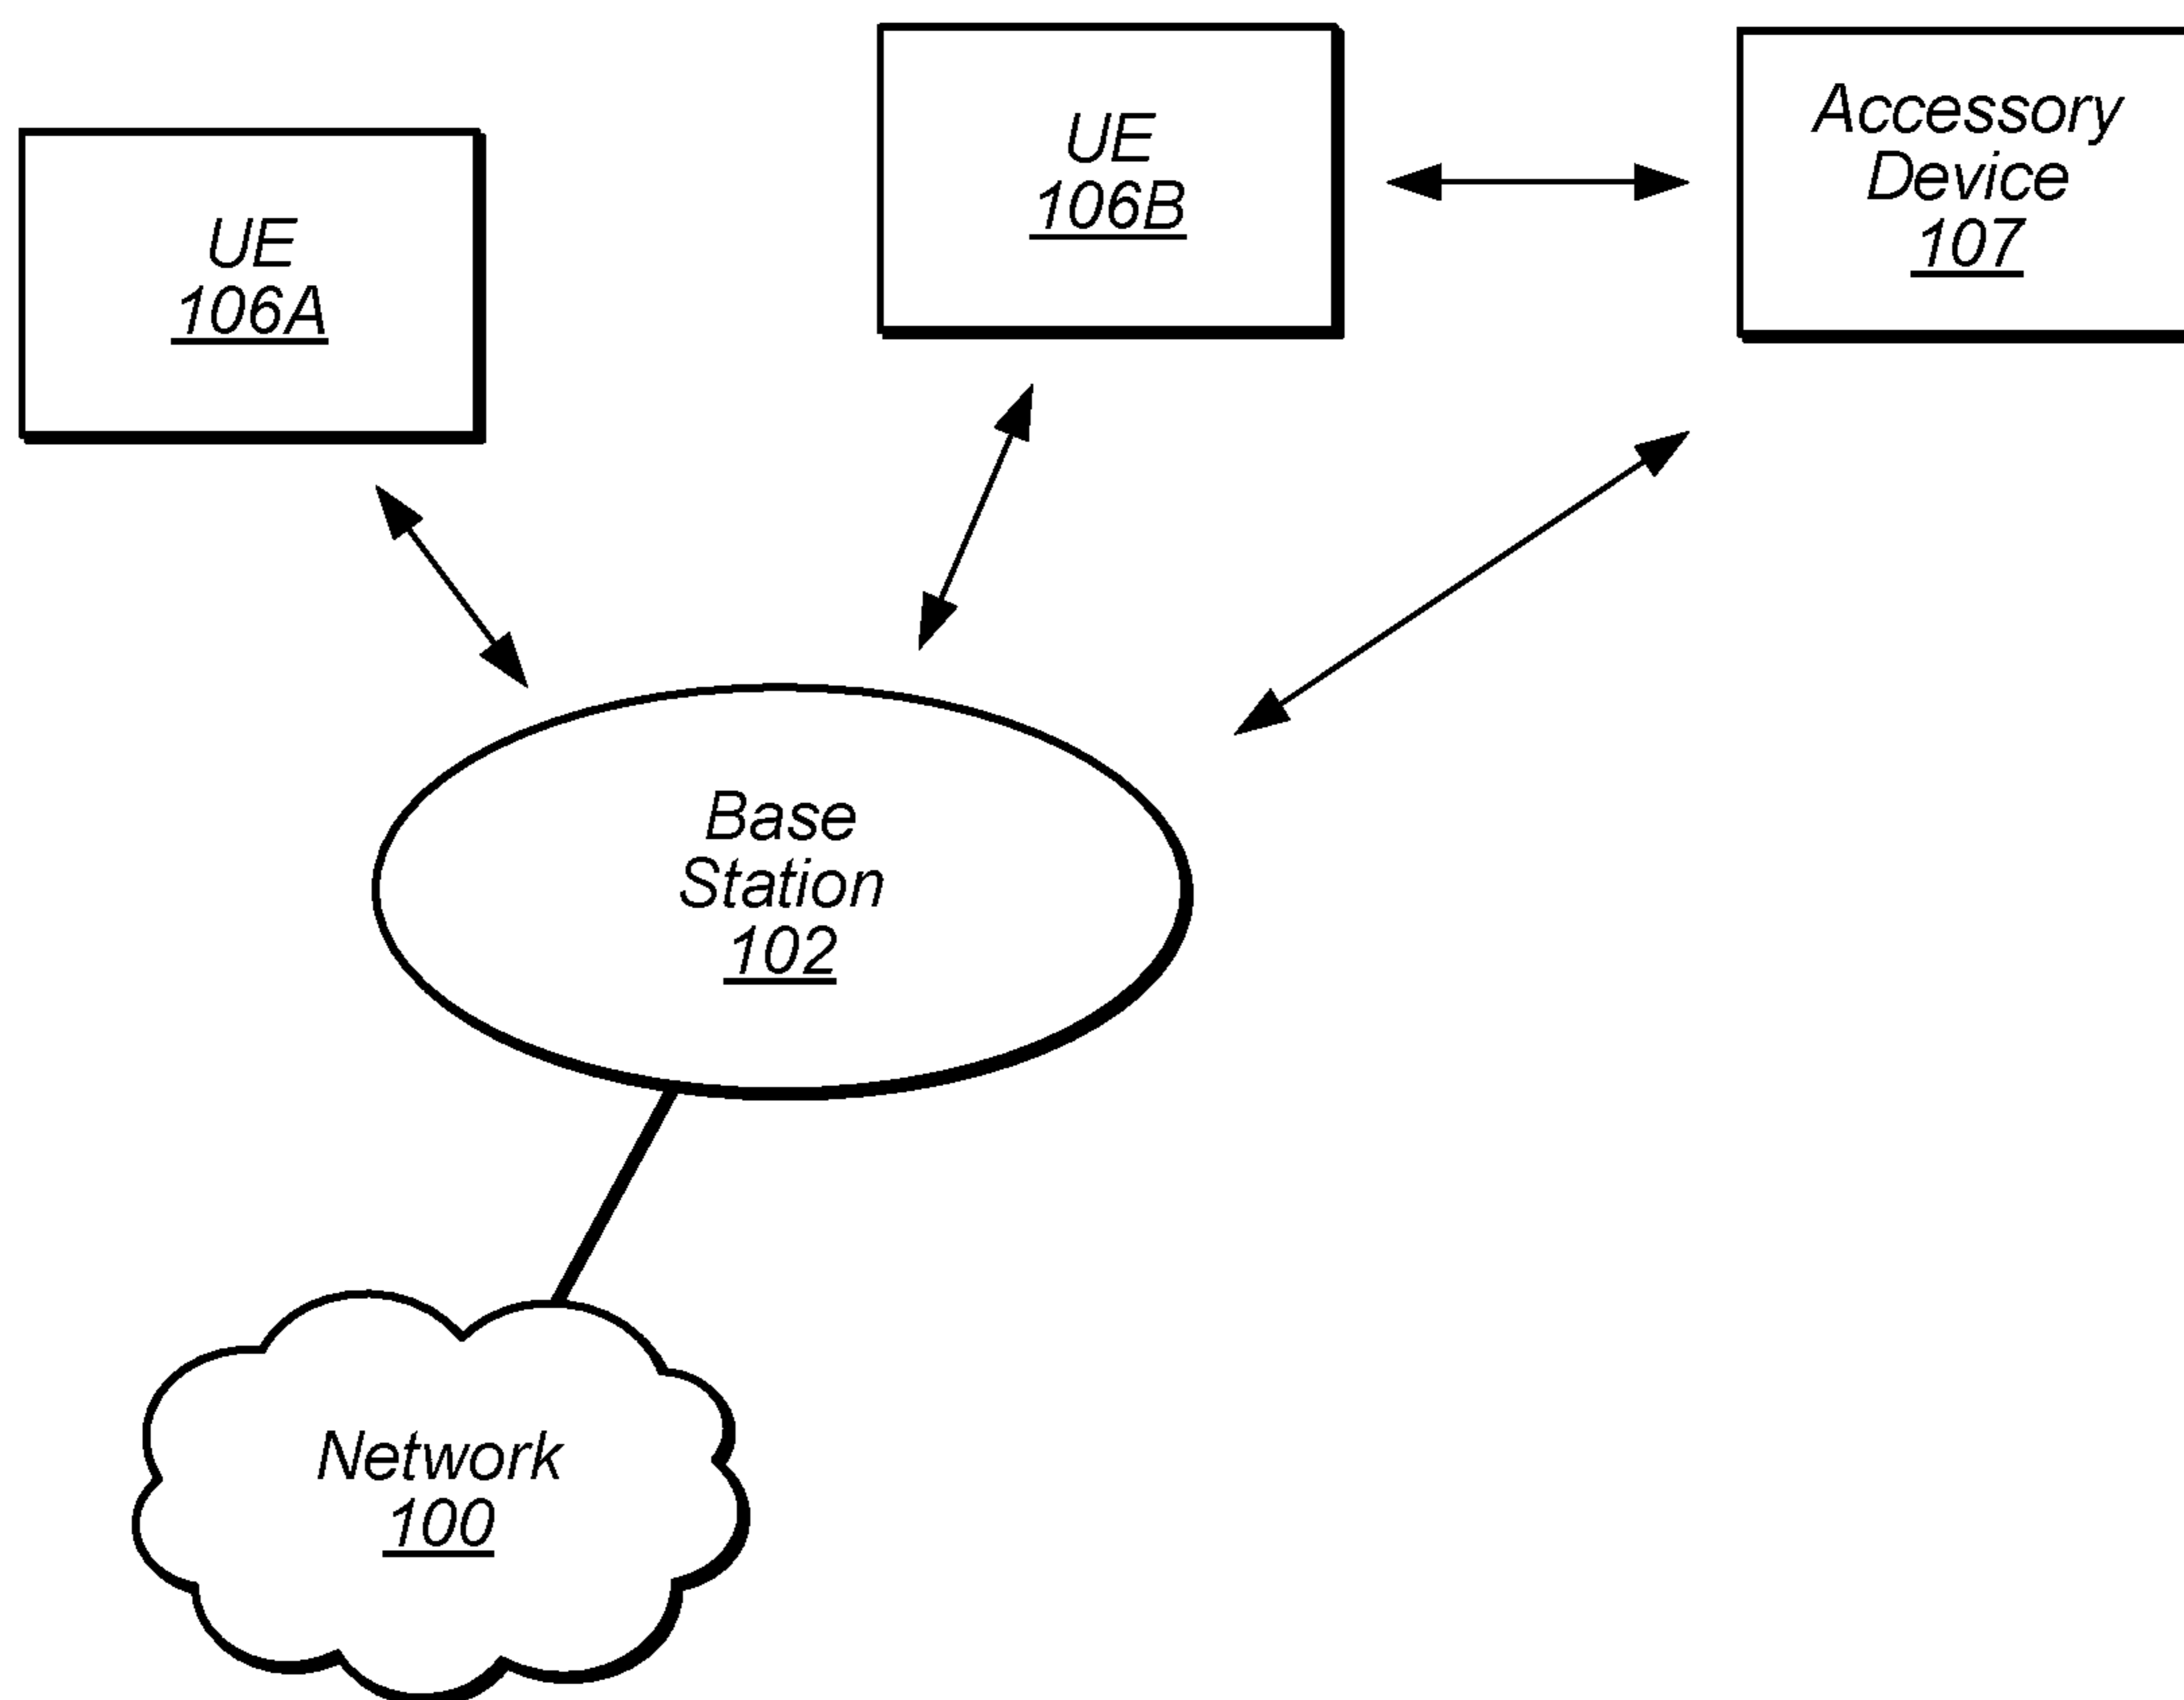 UE
106A
UE
106B
Accessory
Device
107
Base
Station
102
Network
100